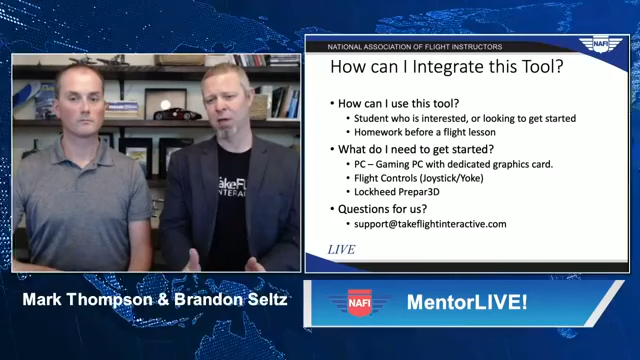 NATIONAL ASSOCIATION OF FLIGHT INSTRUCTORS
NAFI
How can I Integrate this Tool?
• How can I use this tool?
• Student who is interested, or looking to get started
• Homework before a flight lesson
• What do I need to get started?
• PC – Gaming PC with dedicated graphics card.
• Flight Controls (Joystick/Yoke)
• Lockheed Prepar3D
• Questions for us?
• support@takeflightinteractive.com
LIVE
Mark Thompson & Brandon Seltz
NAFI
MentorLIVE!